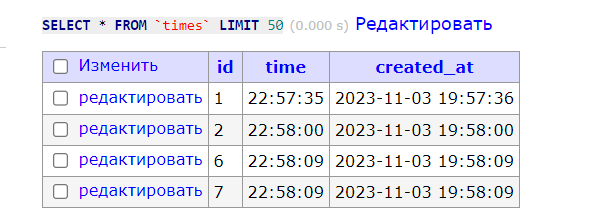 SELECT * FROM `times` LIMIT 50 (0.000 s) Редактировать
Изменить id time created_at
редактировать 1 22:57:35 2023-11-03 19:57:36
редактировать 2 22:58:00 2023-11-03 19:58:00
редактировать 6 22:58:09 2023-11-03 19:58:09
редактировать 7 22:58:09 2023-11-03 19:58:09